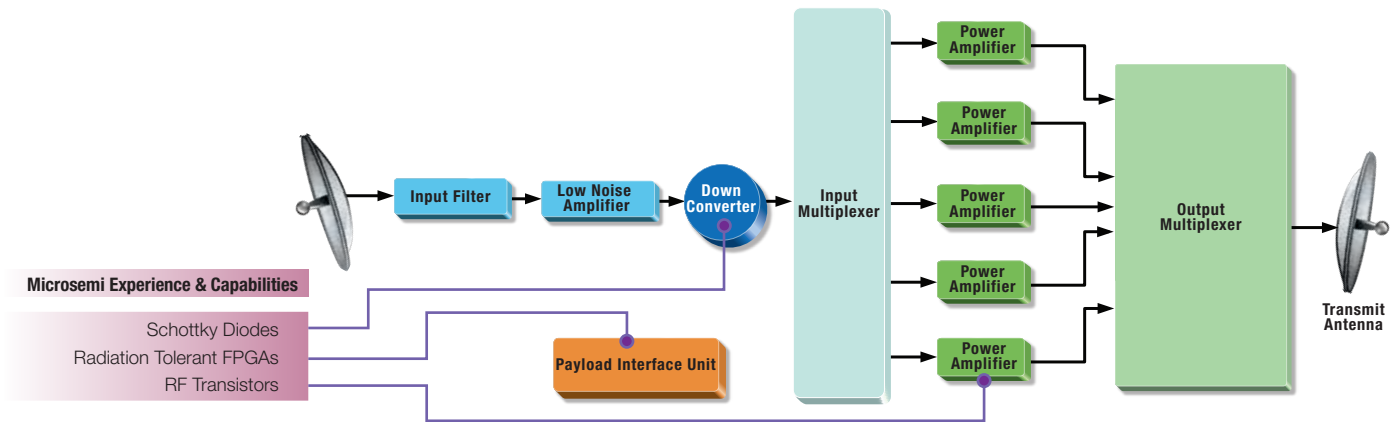 Power
Amplifier
Power
Amplifier
Input Filter
Low Noise
Amplifier
Down
Converter
Input
Multiplexer
Power
Amplifier
Output
Multiplexer
Power
Amplifier
Microsemi Experience & Capabilities
Transmit
Antenna
Schottky Diodes
Radiation Tolerant FPGAs
RF Transistors
Payload Interface Unit
Power
Amplifier